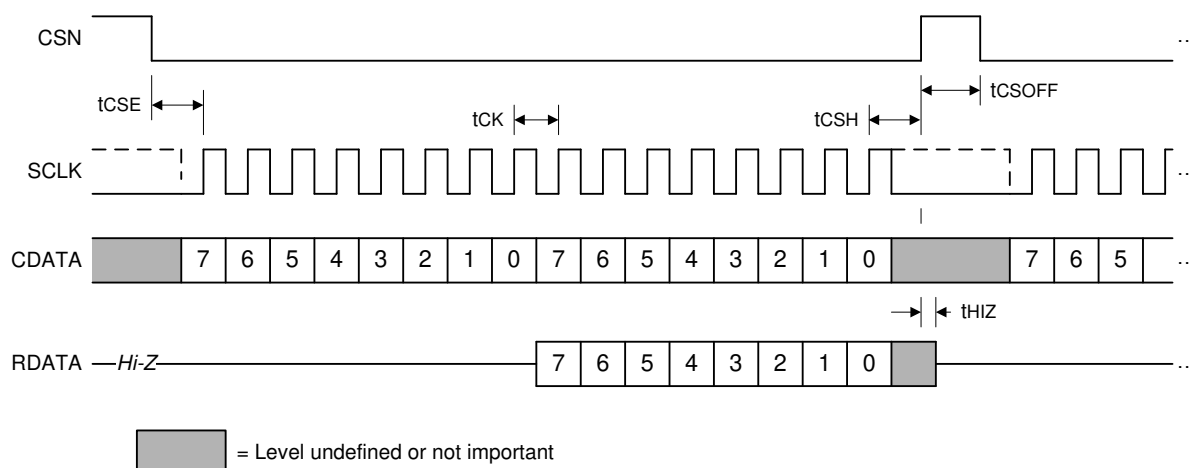 CSN ..
tCSE tCK tCSH tCSOFF
SCLK ..
CDATA 7 6 5 4 3 2 1 0 7 6 5 4 3 2 1 0 7 6 5 ..
tHIZ
RDATA Hi-Z 7 6 5 4 3 2 1 0 ..
= Level undefined or not important